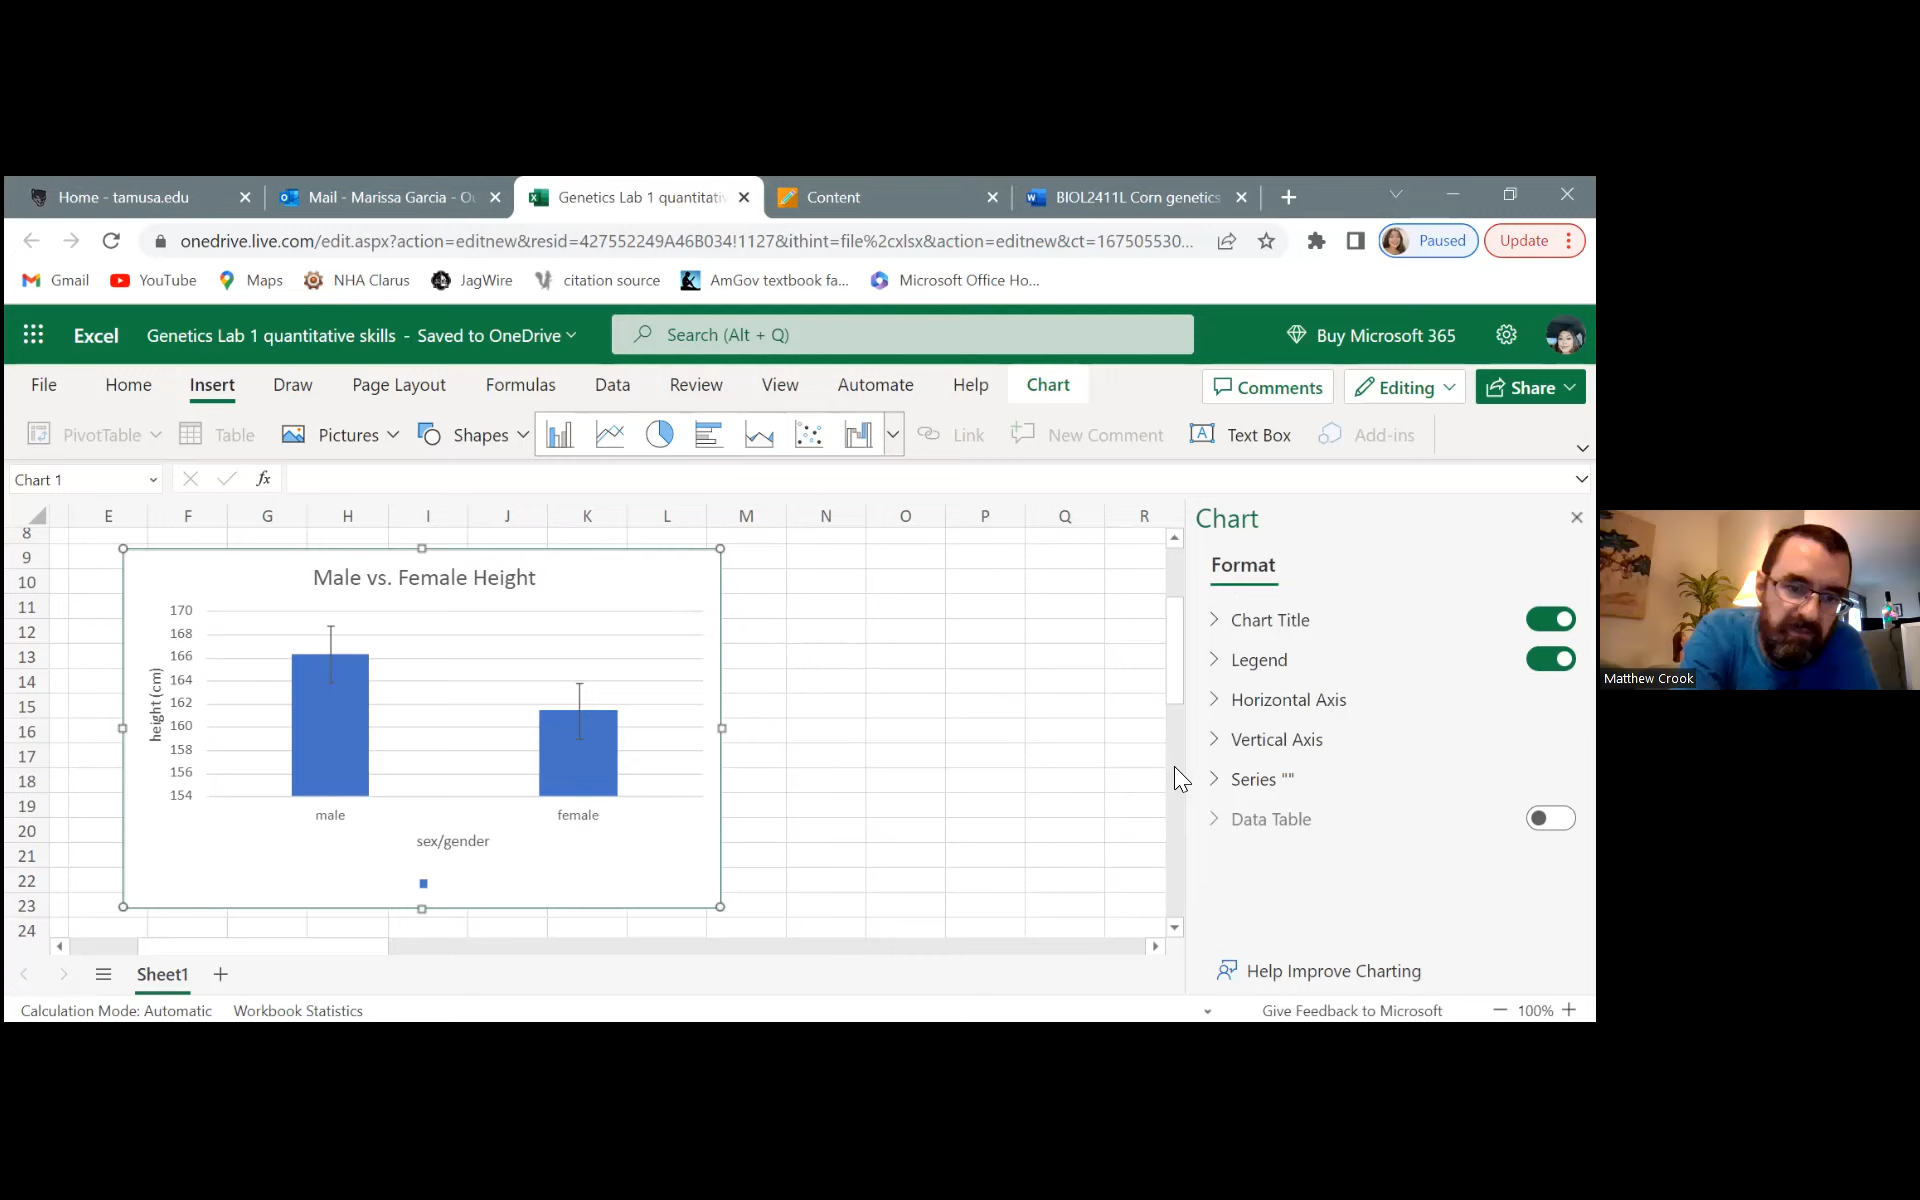 Home - tamusa.edu
Mail - Marissa Garcia - Ou
Genetics Lab 1 quantitativ
Content
BIOL2411L Corn genetics
onedrive.live.com/edit.aspx?action=editnew&resid=427552249A46B034!1127&ithint=file%2cxlsx&action=editnew&ct=167505530...
Paused
Update
Gmail
YouTube
Maps
NHA Clarus
JagWire
citation source
AmGov textbook fa...
Microsoft Office Ho...
Excel
Genetics Lab 1 quantitative skills - Saved to OneDrive
Search (Alt + Q)
Buy Microsoft 365
File Home Insert Draw Page Layout Formulas Data Review View Automate Help Chart
Comments
Editing
Share
PivotTable
Table
Pictures
Shapes
Link
New Comment
A
Text Box
Add-ins
Chart 1
fx
E F G H I J K L M N O P Q R
8
9
10
11
12
13
14
15
16
17
18
19
20
21
22
23
24
Male vs. Female Height
170
168
166
164
162
160
158
156
154
height (cm)
male female
sex/gender
Chart
Format
Chart Title
Legend
Horizontal Axis
Vertical Axis
Series ""
Data Table
Help Improve Charting
Matthew Crook
Sheet1
Calculation Mode: Automatic
Workbook Statistics
Give Feedback to Microsoft
100%